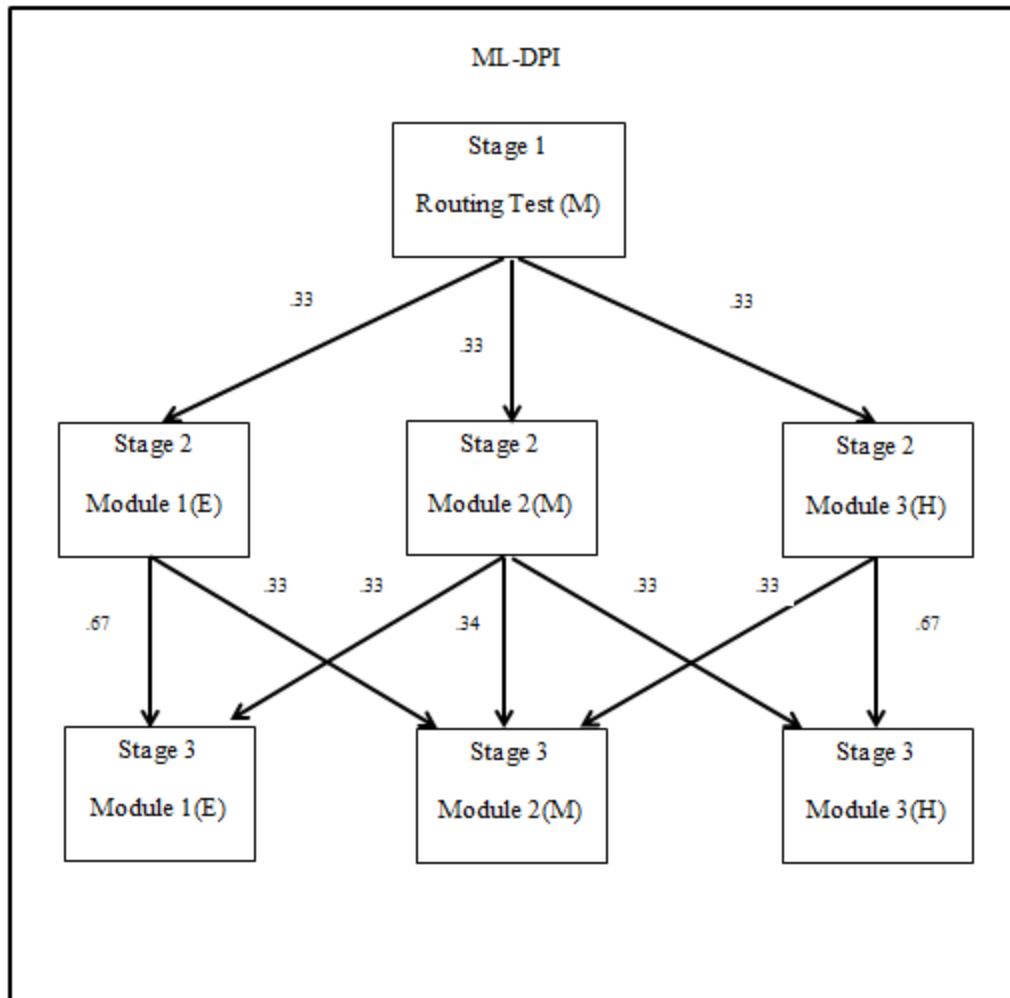 ML-DPI
Stage 1
Routing Test (M)
.33
.33
.33
Stage 2
Module 1(E)
Stage 2
Module 2(M)
Stage 2
Module 3(H)
.67
.33
.33
.34
.33
.33
.67
Stage 3
Module 1(E)
Stage 3
Module 2(M)
Stage 3
Module 3(H)